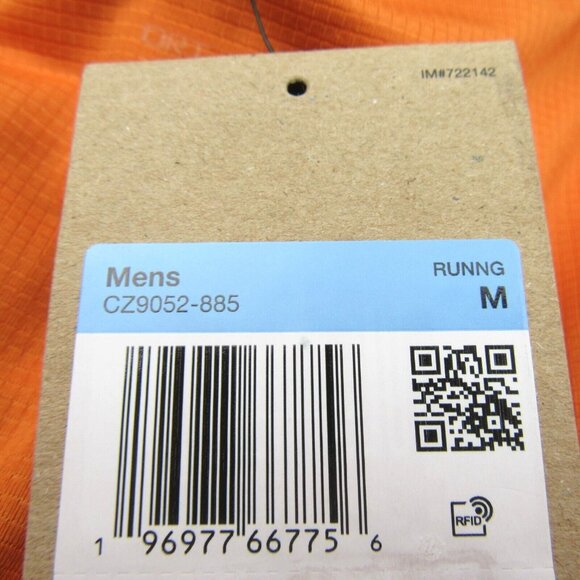 IM#722142
Mens
RUNNG
CZ9052-885
M
1 96977 66775 6
RFID